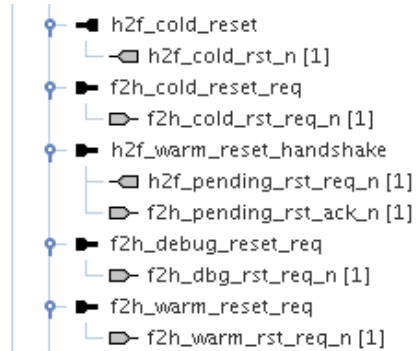 h2f_cold_reset
h2f_cold_rst_n [1]
f2h_cold_reset_req
f2h_cold_rst_req_n [1]
h2f_warm_reset_handshake
h2f_pending_rst_req_n [1]
f2h_pending_rst_ack_n [1]
f2h_debug_reset_req
f2h_dbg_rst_req_n [1]
f2h_warm_reset_req
f2h_warm_rst_req_n [1]